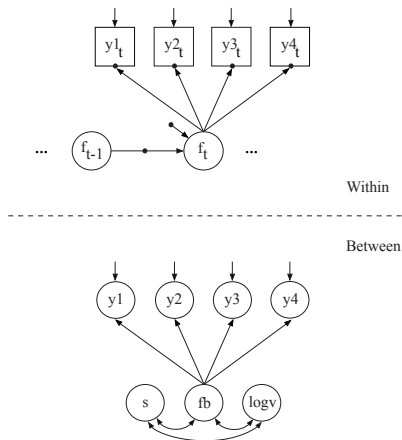 y1t y2t y3t y4t
... ft-1 ft ...
Within
Between
y1 y2 y3 y4
s fb logv